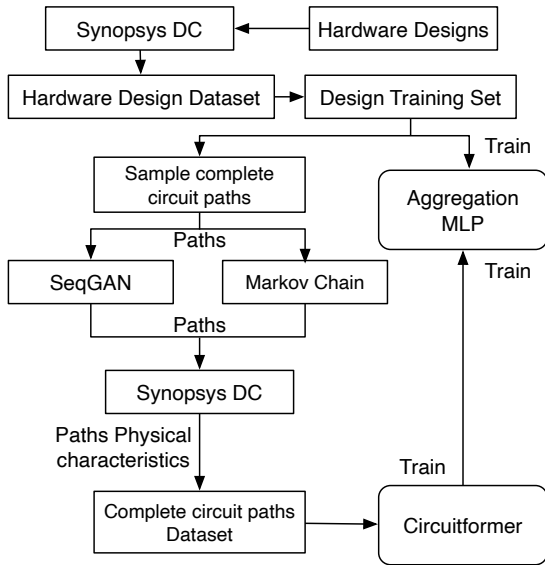 Synopsys DC
Hardware Designs
Hardware Design Dataset
Design Training Set
Train
Sample complete
circuit paths
Aggregation
MLP
Paths
Train
SeqGAN
Markov Chain
Paths
Synopsys DC
Paths Physical
characteristics
Train
Complete circuit paths
Dataset
Circuitformer